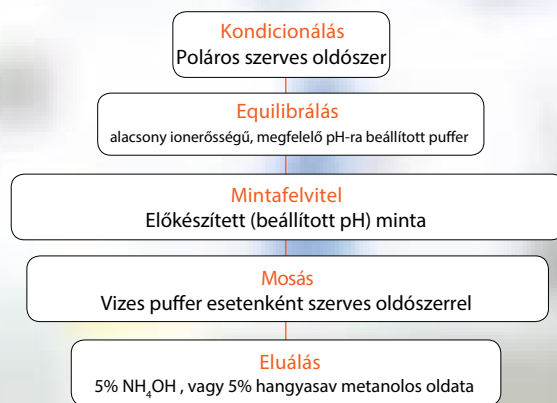 Kondicionálás
Poláros szerves oldószer
Equilibrálás
alacsony ionerősségű, megfelelő pH-ra beállított puffer
Mintafelvitel
Előkészített (beállított pH) minta
Mosás
Vizes puffer esetenként szerves oldószerrel
Eluálás
5% NH₄OH , vagy 5% hangyasav metanolos oldata